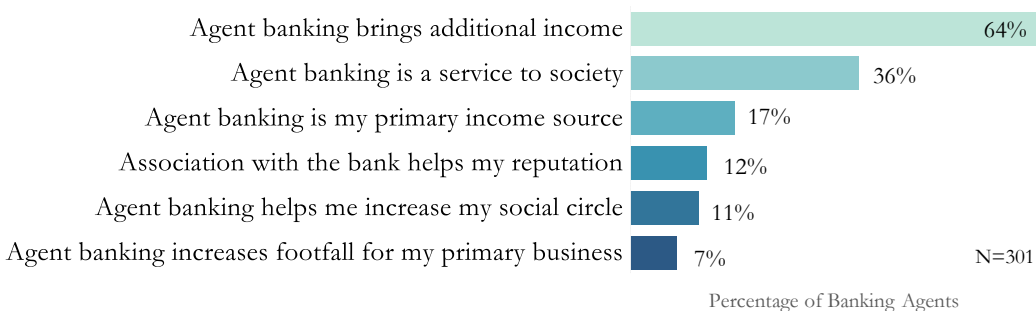 Agent banking brings additional income 64%
Agent banking is a service to society 36%
Agent banking is my primary income source 17%
Association with the bank helps my reputation 12%
Agent banking helps me increase my social circle 11%
Agent banking increases footfall for my primary business 7%
N=301
Percentage of Banking Agents